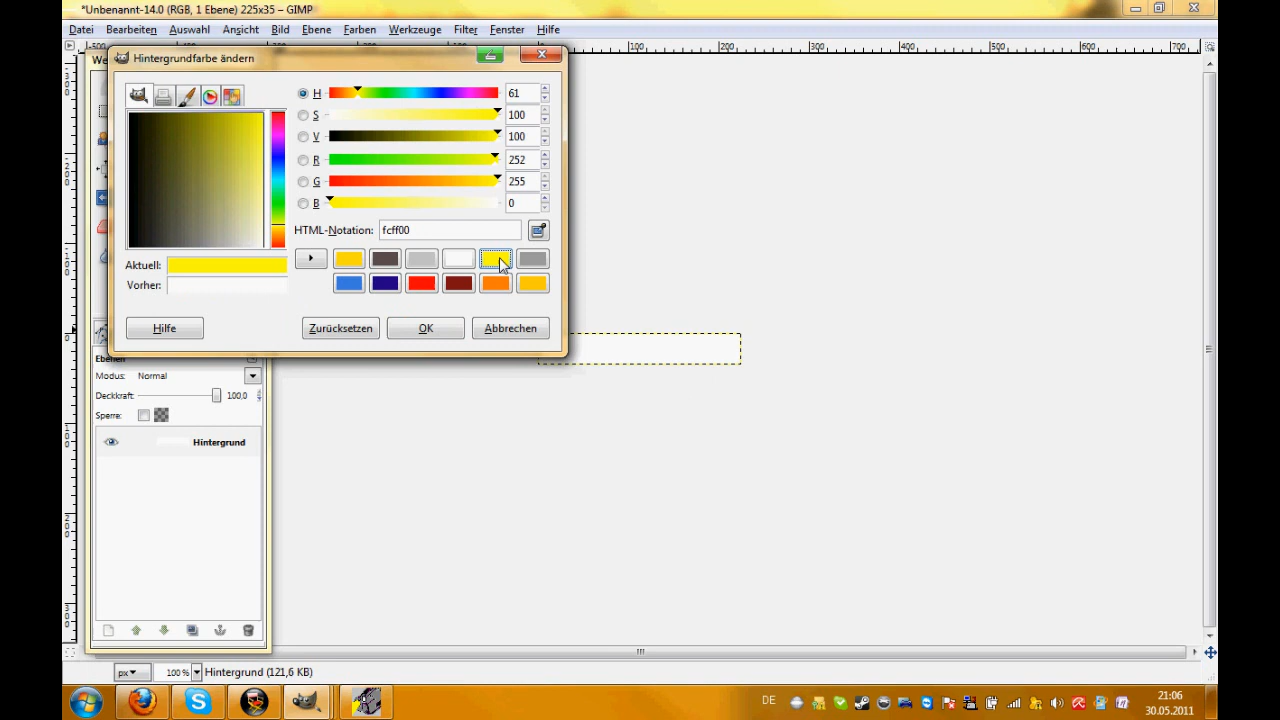 *Unbenannt-14.0 (RGB, 1 Ebene) 225x35 – GIMP
Datei Bearbeiten Auswahl Ansicht Bild Ebene Farben Werkzeuge Filter Fenster Hilfe
-500 0 100 200 300 400 500 600 700
We
Hintergrundfarbe ändern
H 61
S 100
V 100
R 252
G 255
B 0
HTML-Notation: fcff00
Aktuell:
Vorher:
Hilfe Zurücksetzen OK Abbrechen
Ebenen
Modus: Normal
Deckkraft: 100,0
Sperre:
Hintergrund
px 100 % Hintergrund (121,6 KB)
DE
21:06
30.05.2011